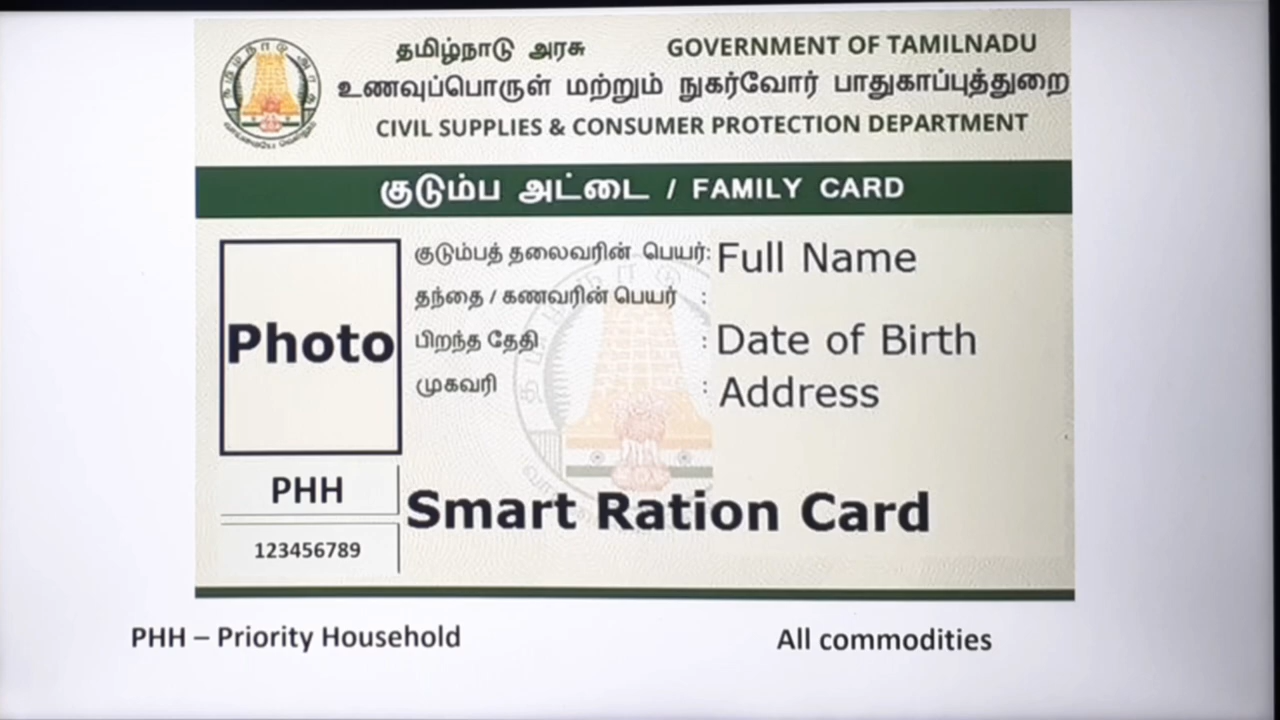 தமிழ்நாடு அரசு GOVERNMENT OF TAMILNADU
உணவுப்பொருள் மற்றும் நுகர்வோர் பாதுகாப்புத்துறை
CIVIL SUPPLIES & CONSUMER PROTECTION DEPARTMENT
குடும்ப அட்டை / FAMILY CARD
குடும்பத் தலைவரின் பெயர்: Full Name
தந்தை / கணவரின் பெயர் :
Photo
பிறந்த தேதி : Date of Birth
முகவரி : Address
PHH
Smart Ration Card
123456789
PHH – Priority Household
All commodities